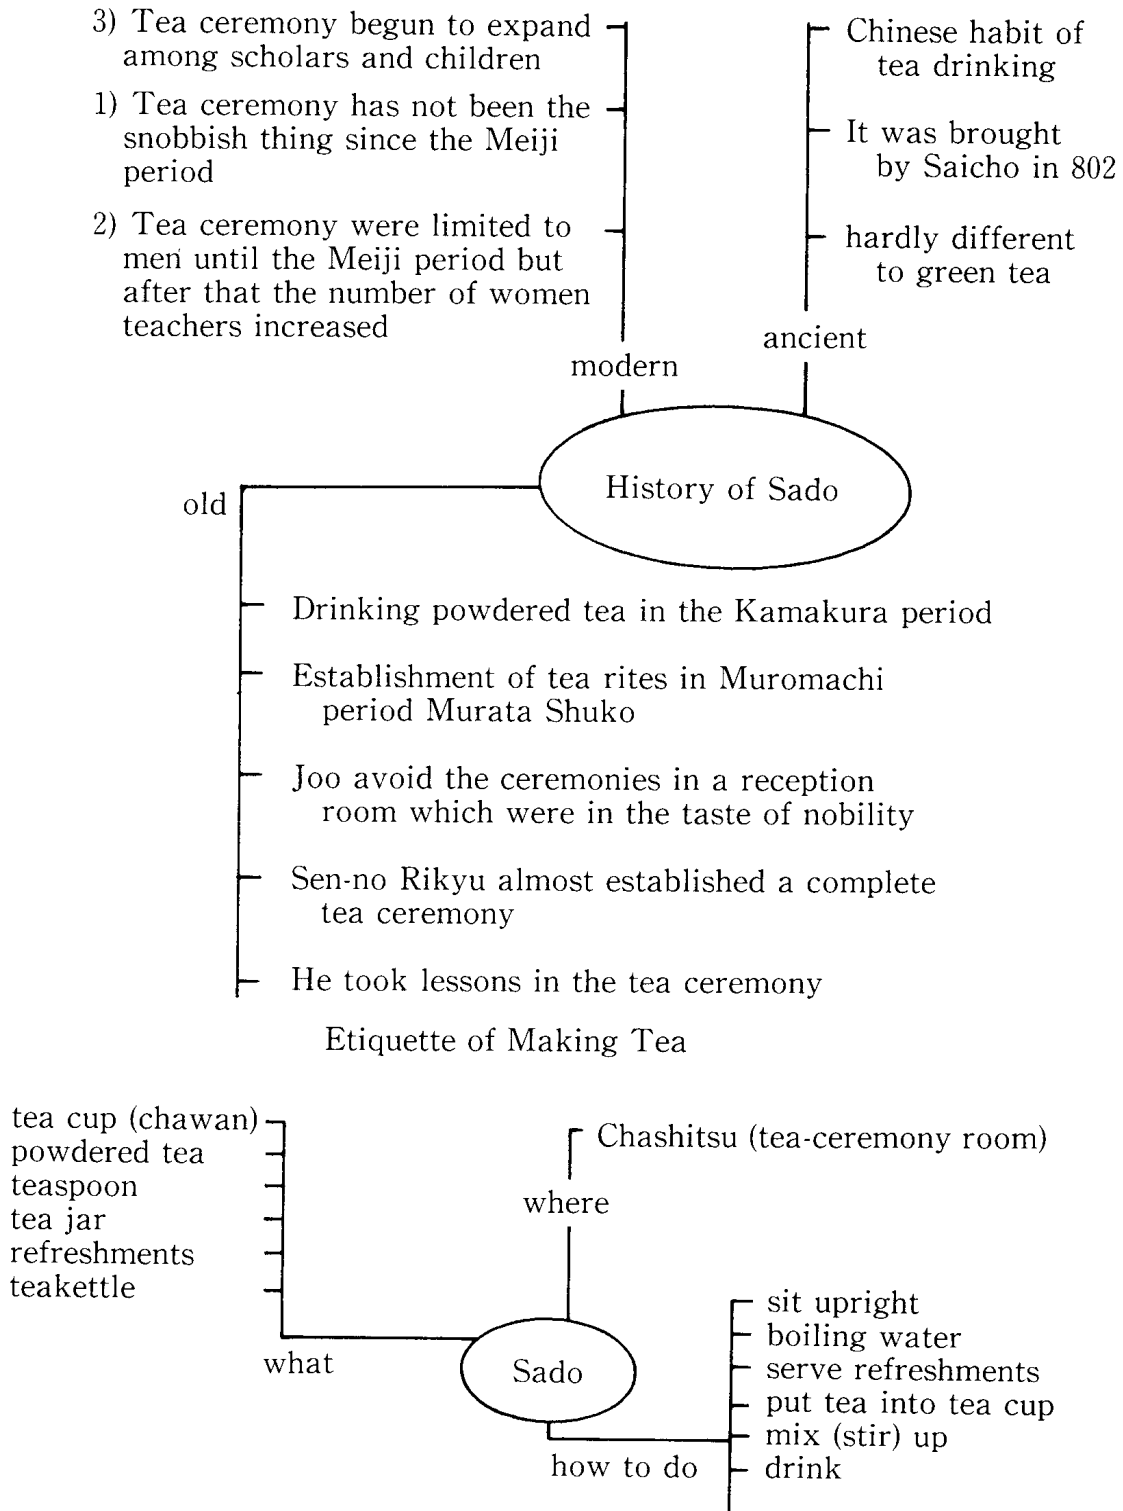 3) Tea ceremony begun to expand
among scholars and children
1) Tea ceremony has not been the
snobbish thing since the Meiji
period
2) Tea ceremony were limited to
men until the Meiji period but
after that the number of women
teachers increased
modern
Chinese habit of
tea drinking
It was brought
by Saicho in 802
hardly different
to green tea
ancient
History of Sado
old
Drinking powdered tea in the Kamakura period
Establishment of tea rites in Muromachi
period Murata Shuko
Joo avoid the ceremonies in a reception
room which were in the taste of nobility
Sen-no Rikyu almost established a complete
tea ceremony
He took lessons in the tea ceremony
Etiquette of Making Tea
tea cup (chawan)
powdered tea
teaspoon
tea jar
refreshments
teakettle
what
Chashitsu (tea-ceremony room)
where
Sado
how to do
sit upright
boiling water
serve refreshments
put tea into tea cup
mix (stir) up
drink